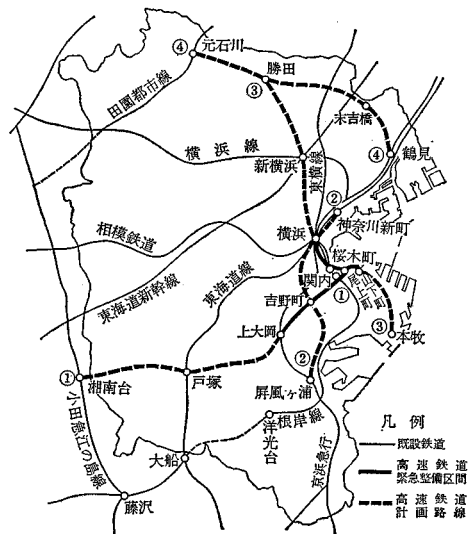 ④
元石川
田園都市線
勝田
③
末吉橋
横浜線
新横浜
東横線
④
鶴見
②
神奈川新町
相模鉄道
横浜
桜木町
東海道新幹線
東海道線
関内
尾上町
①
吉野町
上大岡
③
本牧
①
湘南台
戸塚
②
屏風ヶ浦
小田急江の島線
根岸線
洋光台
京浜急行
大船
藤沢
凡例
既設鉄道
高速鉄道
緊急整備区間
高速鉄道
計画路線